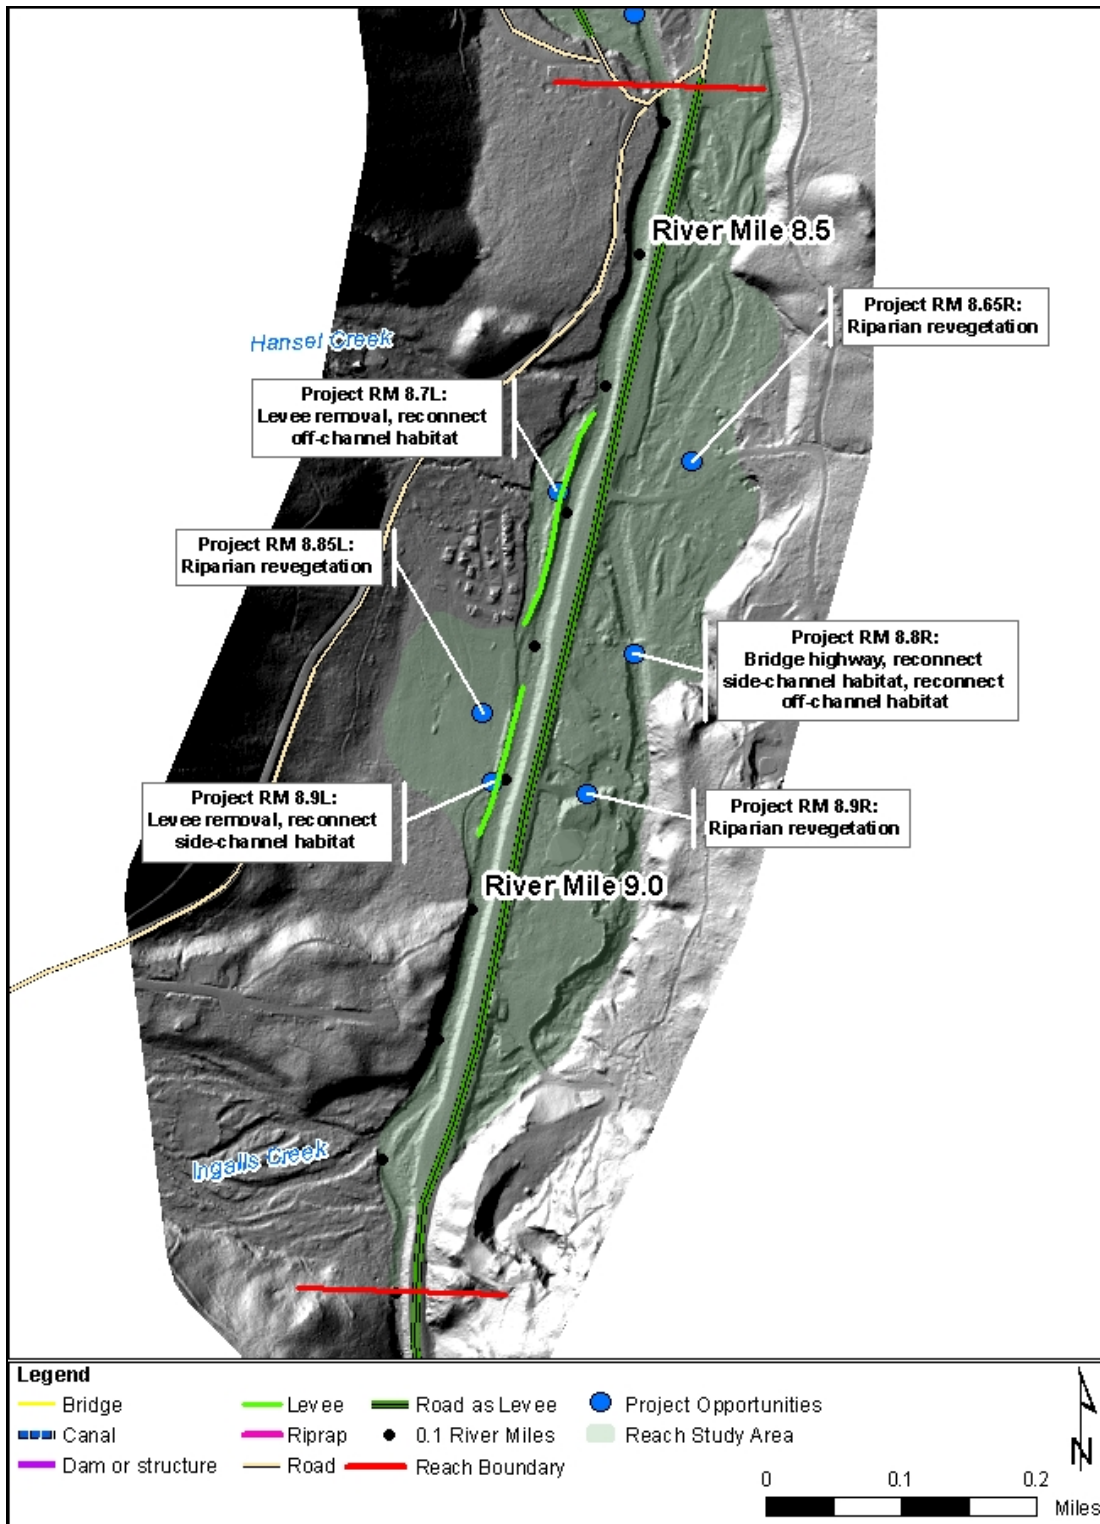 River Mile 8.5
Project RM 8.65R:
Riparian revegetation
Hansel Creek
Project RM 8.7L:
Levee removal, reconnect
off-channel habitat
Project RM 8.85L:
Riparian revegetation
Project RM 8.8R:
Bridge highway, reconnect
side-channel habitat, reconnect
off-channel habitat
Project RM 8.9L:
Levee removal, reconnect
side-channel habitat
Project RM 8.9R:
Riparian revegetation
River Mile 9.0
Ingalls Creek
Legend
Bridge
Canal
Dam or structure
Levee
Riprap
Road
Road as Levee
0.1 River Miles
Reach Boundary
Project Opportunities
Reach Study Area
N
0 0.1 0.2
Miles